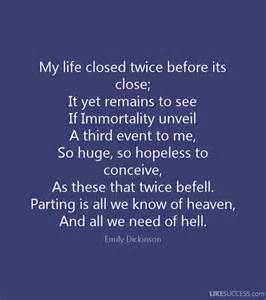 My life closed twice before its
close;
It yet remains to see
If Immortality unveil
A third event to me,
So huge, so hopeless to
conceive,
As these that twice befell.
Parting is all we know of heaven,
And all we need of hell.
Emily Dickinson
LIKESUCCESS.com